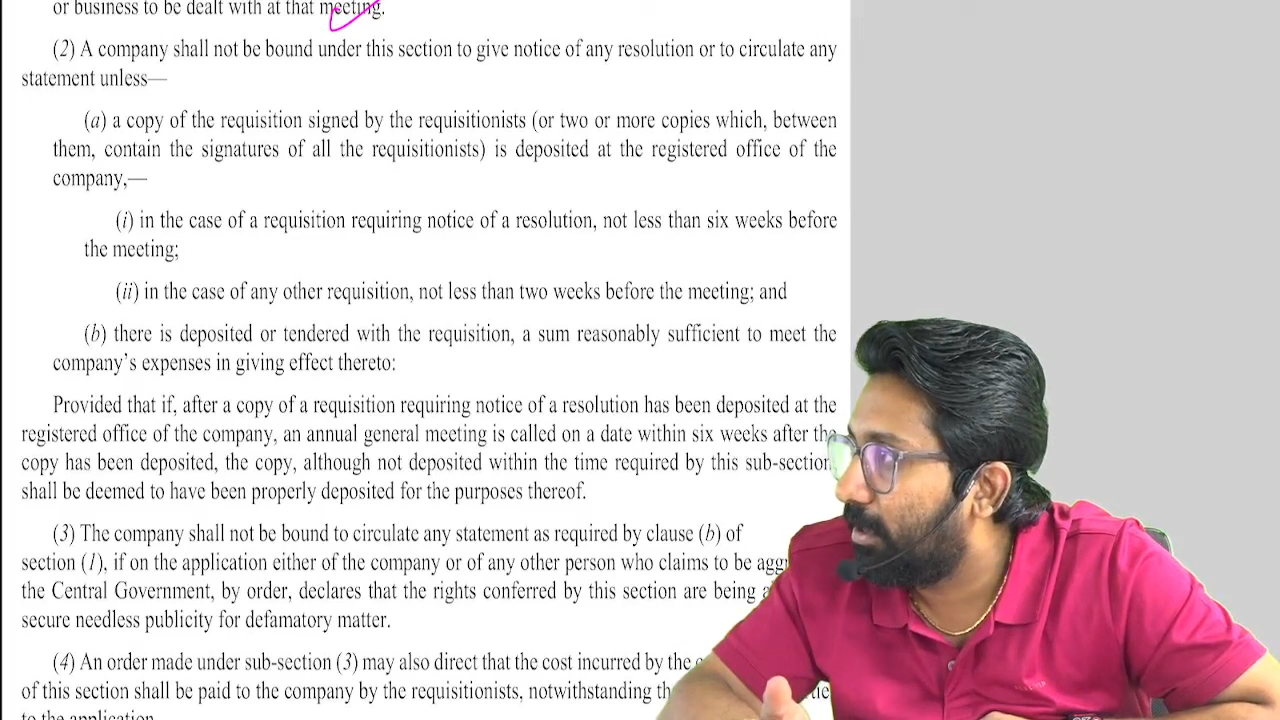 or business to be dealt with at that meeting.
(2) A company shall not be bound under this section to give notice of any resolution or to circulate any
statement unless—
(a) a copy of the requisition signed by the requisitionists (or two or more copies which, between
them, contain the signatures of all the requisitionists) is deposited at the registered office of the
company,—
(i) in the case of a requisition requiring notice of a resolution, not less than six weeks before
the meeting;
(ii) in the case of any other requisition, not less than two weeks before the meeting; and
(b) there is deposited or tendered with the requisition, a sum reasonably sufficient to meet the
company's expenses in giving effect thereto:
Provided that if, after a copy of a requisition requiring notice of a resolution has been deposited at the
registered office of the company, an annual general meeting is called on a date within six weeks after the
copy has been deposited, the copy, although not deposited within the time required by this sub-section
shall be deemed to have been properly deposited for the purposes thereof.
(3) The company shall not be bound to circulate any statement as required by clause (b) of
section (1), if on the application either of the company or of any other person who claims to be
the Central Government, by order, declares that the rights conferred by this section are being
secure needless publicity for defamatory matter.
(4) An order made under sub-section (3) may also direct that the cost incurred by the
of this section shall be paid to the company by the requisitionists, notwithstanding
to the application